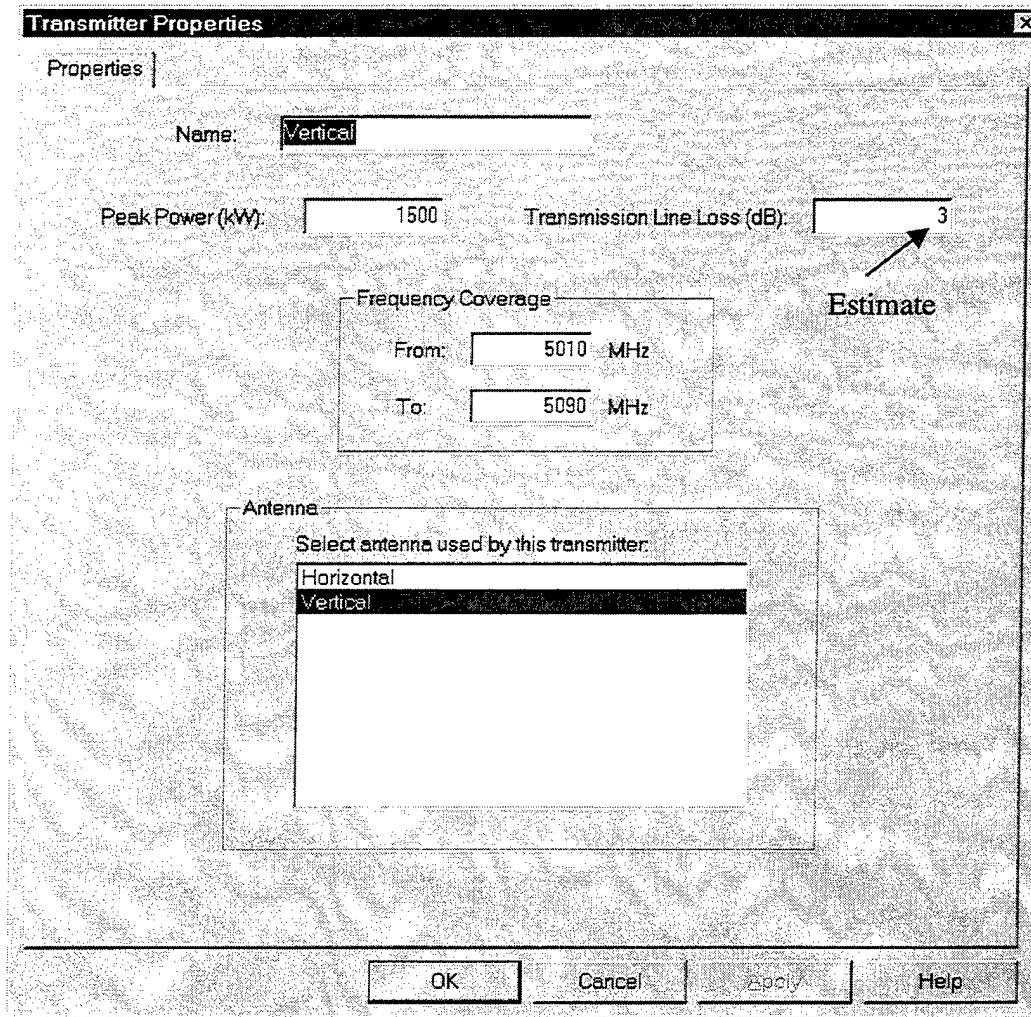 Transmitter Properties
Properties
Name: Vertical
Peak Power (kW): 1500 Transmission Line Loss (dB): 3
Estimate
Frequency Coverage
From: 5010 MHz
To: 5090 MHz
Antenna
Select antenna used by this transmitter:
Horizontal
Vertical
OK Cancel Apply Help